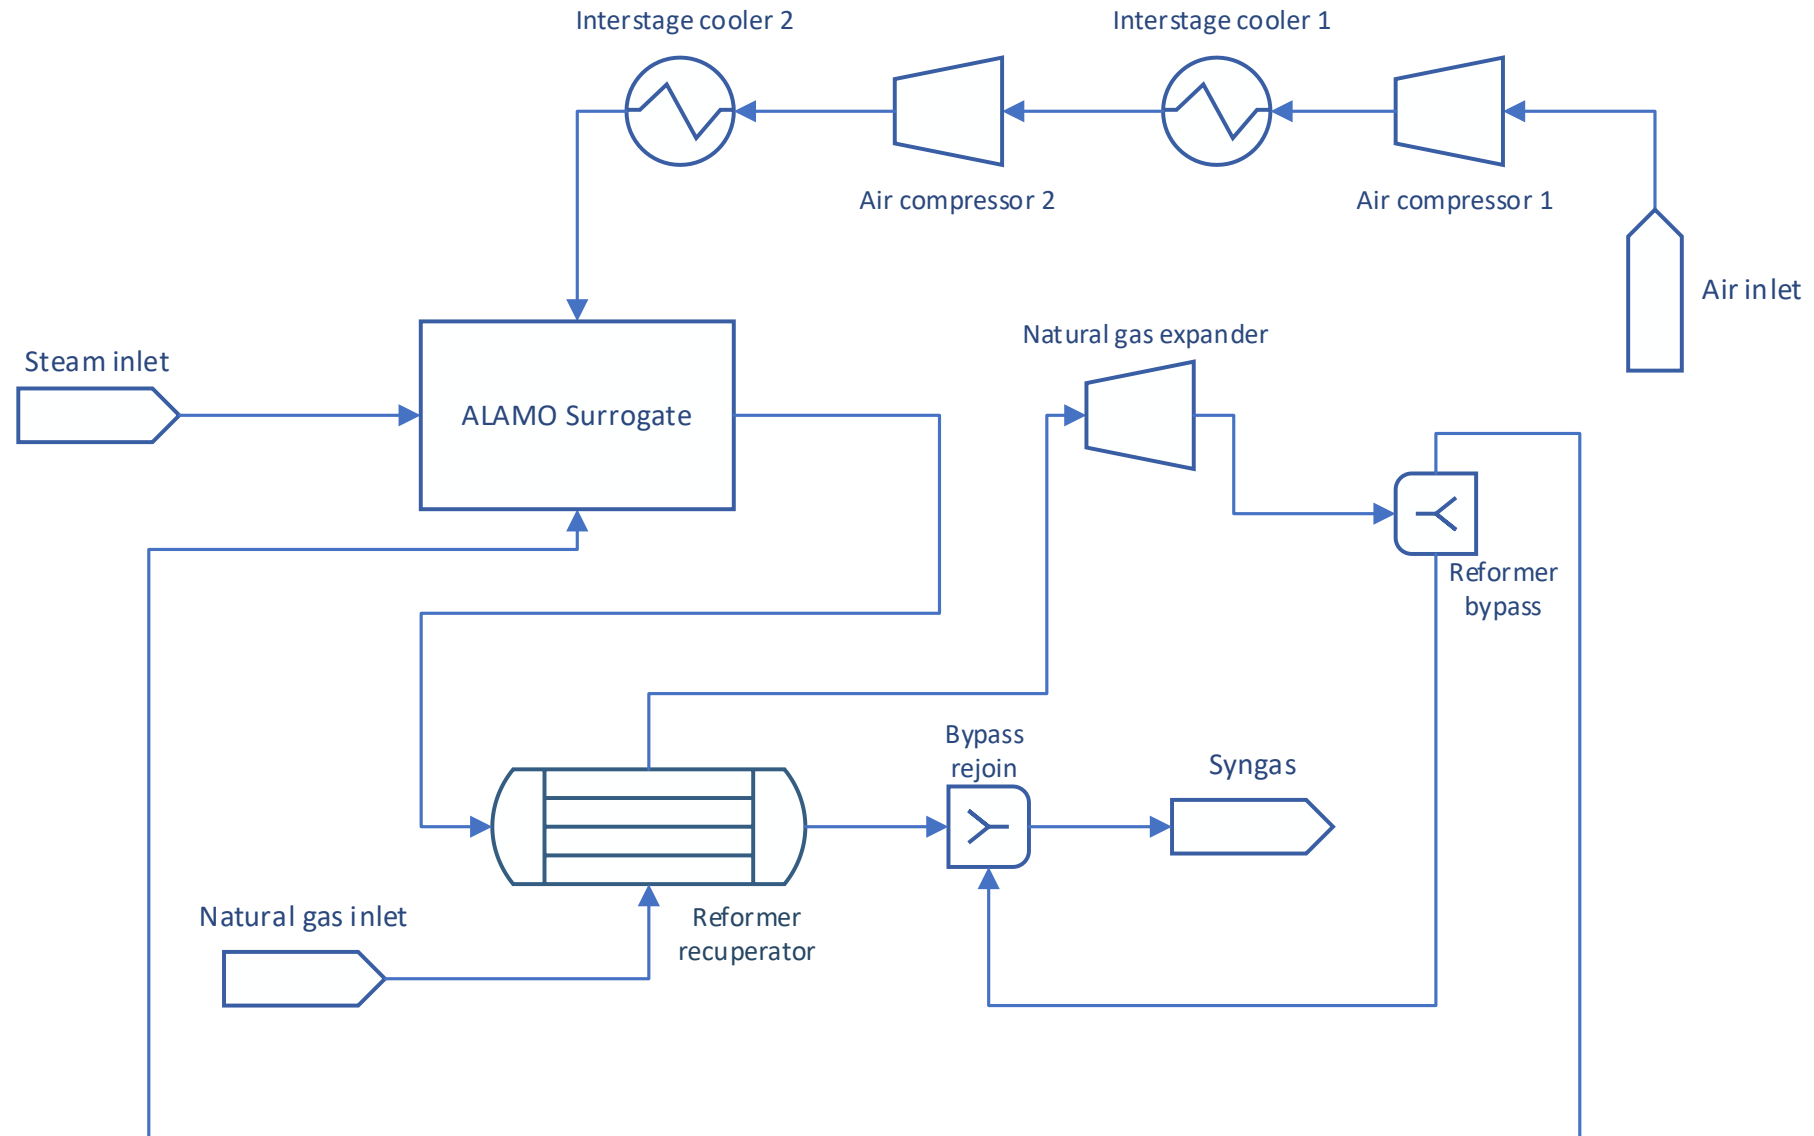 Interstage cooler 2
Interstage cooler 1
Air compressor 2
Air compressor 1
Air inlet
Natural gas expander
Steam inlet
ALAMO Surrogate
Reformer
bypass
Bypass
rejoin
Syngas
Natural gas inlet
Reformer
recuperator